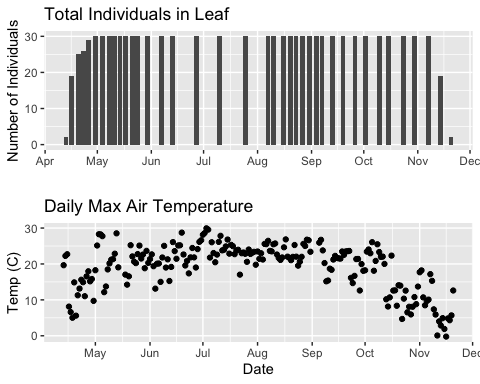 Total Individuals in Leaf
Number of Individuals
30
20
10
0
Apr May Jun Jul Aug Sep Oct Nov Dec
Daily Max Air Temperature
Temp (C)
30
20
10
0
May Jun Jul Aug Sep Oct Nov Dec
Date